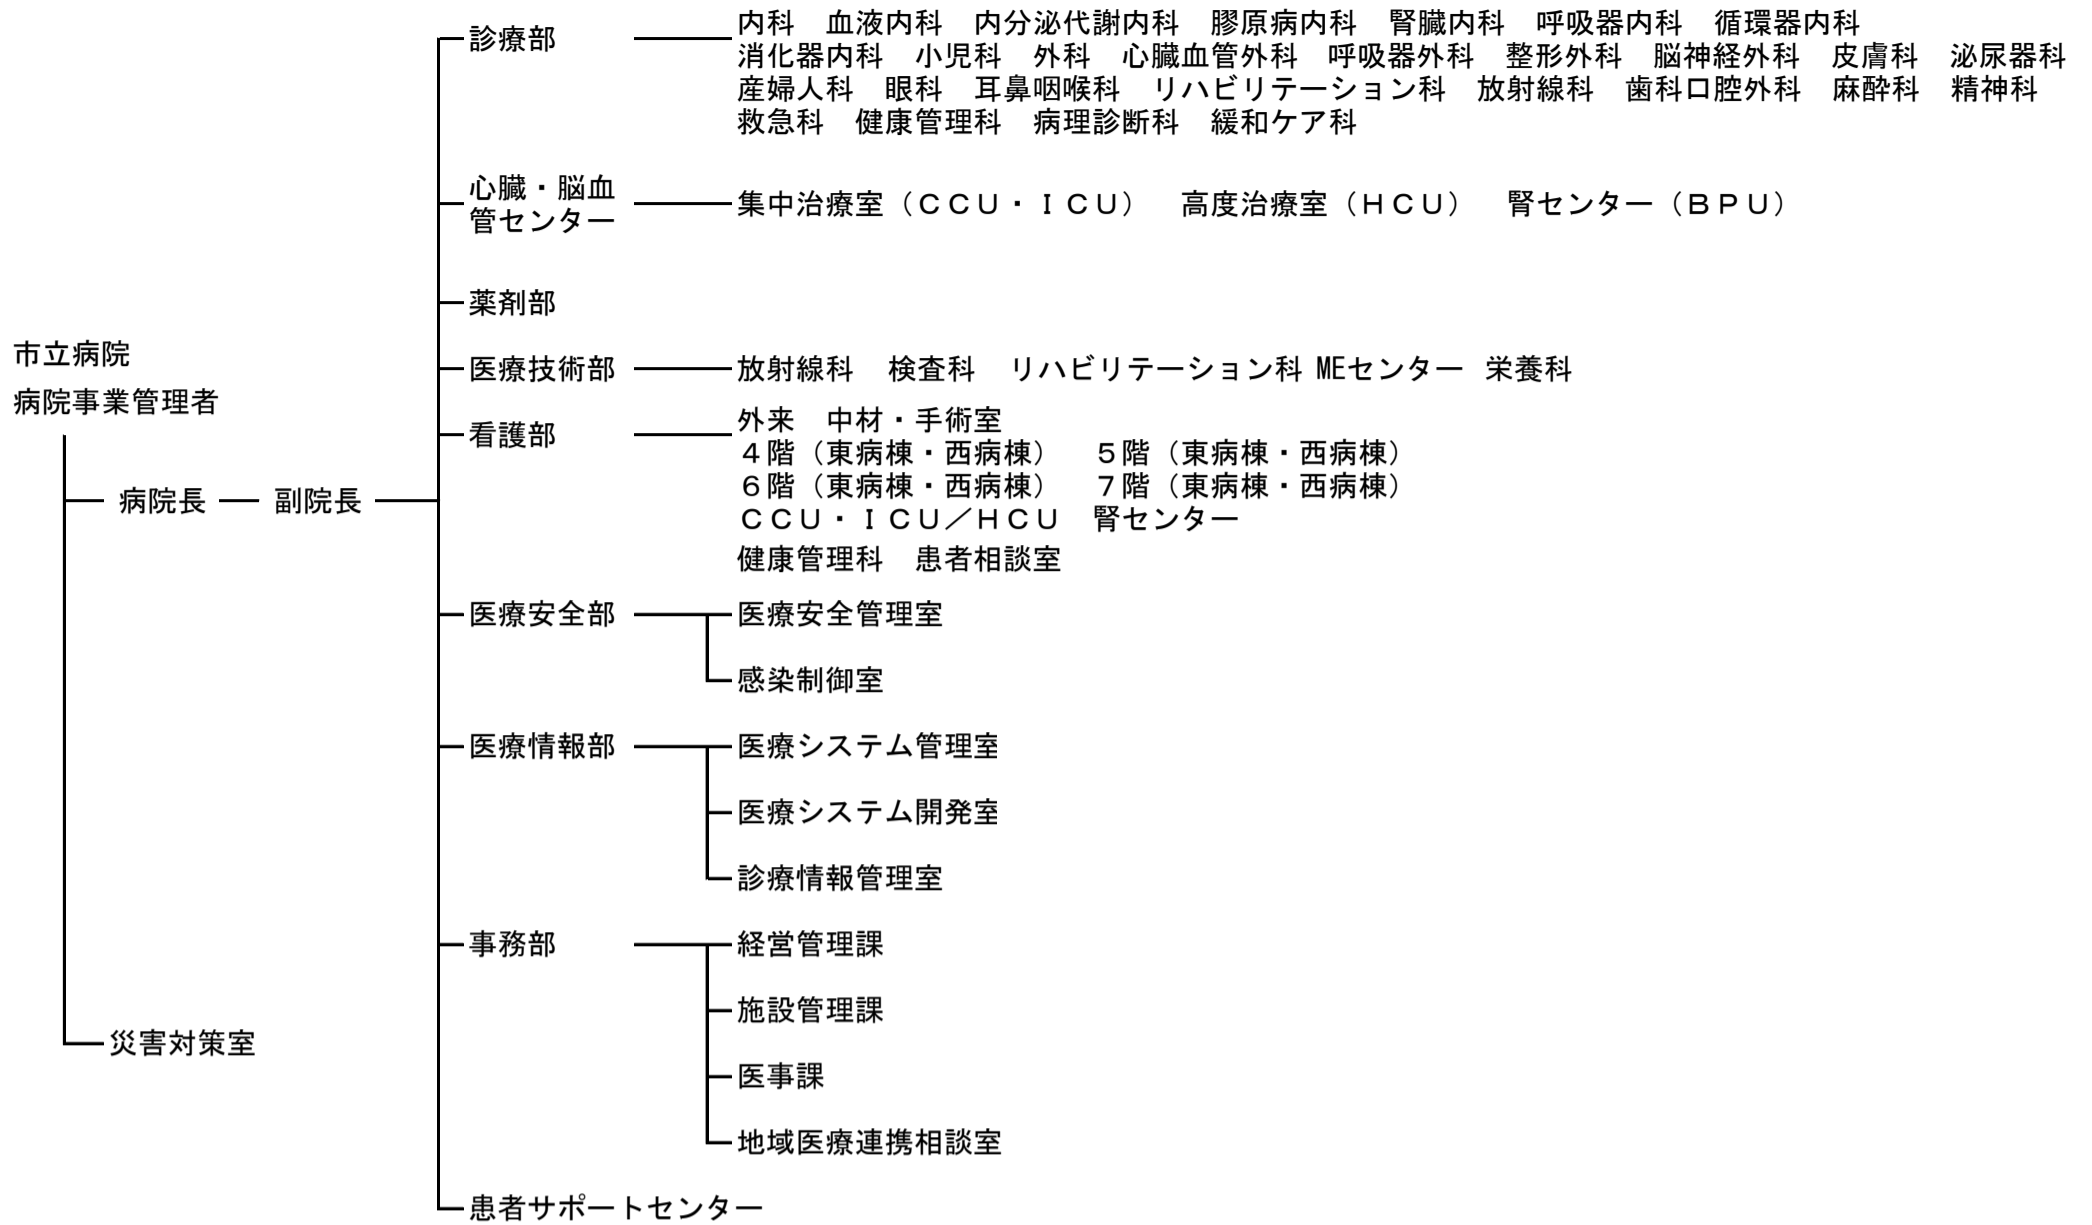 診療部
内科　血液内科　内分泌代謝内科　膠原病内科　腎臓内科　呼吸器内科　循環器内科
消化器内科　小児科　外科　心臓血管外科　呼吸器外科　整形外科　脳神経外科　皮膚科　泌尿器科
産婦人科　眼科　耳鼻咽喉科　リハビリテーション科　放射線科　歯科口腔外科　麻酔科　精神科
救急科　健康管理科　病理診断科　緩和ケア科
心臓・脳血
管センター
集中治療室（ＣＣＵ・ＩＣＵ）　高度治療室（ＨＣＵ）　腎センター（ＢＰＵ）
薬剤部
市立病院
病院事業管理者
医療技術部
放射線科　検査科　リハビリテーション科 MEセンター 栄養科
看護部
外来　中材・手術室
４階（東病棟・西病棟）　５階（東病棟・西病棟）
６階（東病棟・西病棟）　７階（東病棟・西病棟）
ＣＣＵ・ＩＣＵ／ＨＣＵ　腎センター
健康管理科　患者相談室
病院長
副院長
医療安全部
医療安全管理室
感染制御室
医療情報部
医療システム管理室
医療システム開発室
診療情報管理室
事務部
経営管理課
施設管理課
医事課
地域医療連携相談室
災害対策室
患者サポートセンター